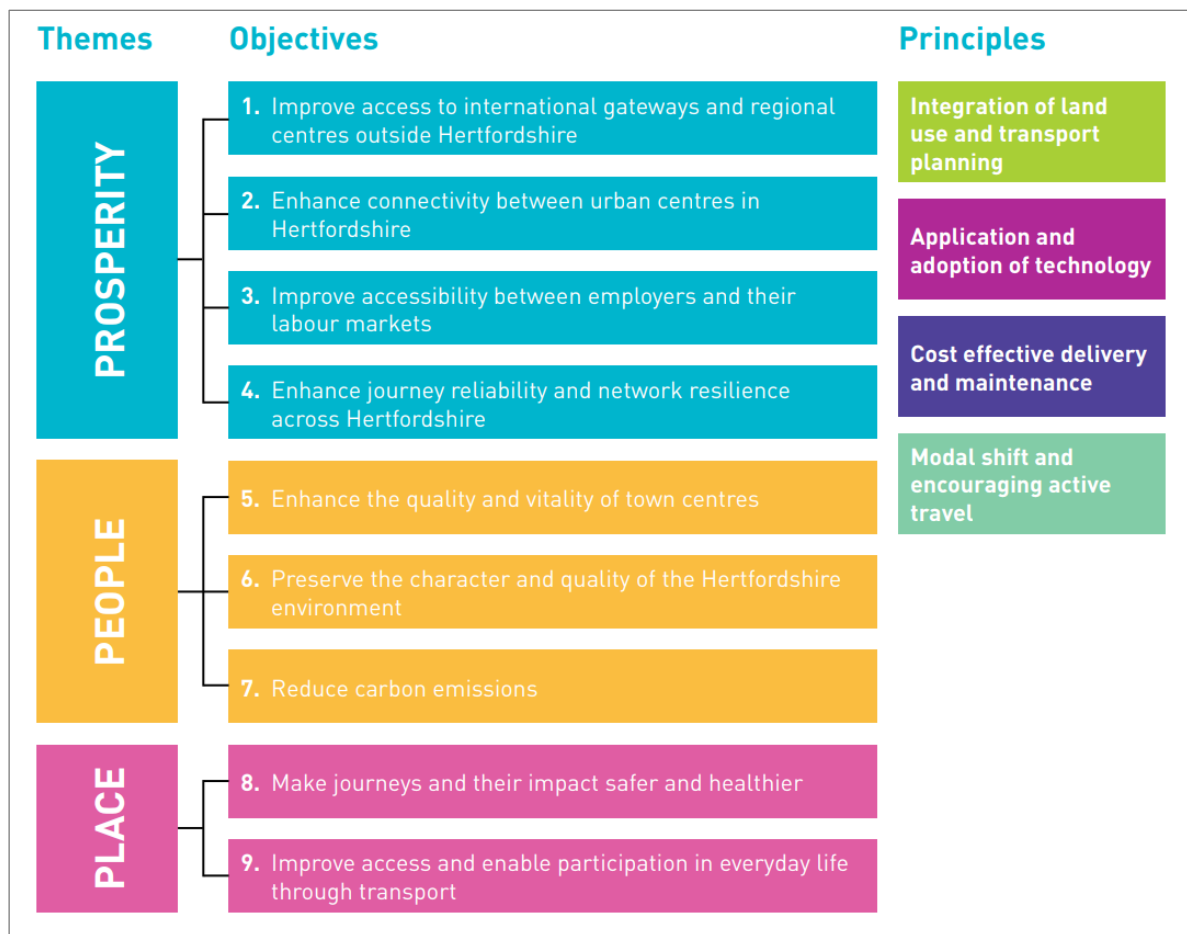 Themes
Objectives
Principles
PROSPERITY
1. Improve access to international gateways and regional
centres outside Hertfordshire
2. Enhance connectivity between urban centres in
Hertfordshire
3. Improve accessibility between employers and their
labour markets
4. Enhance journey reliability and network resilience
across Hertfordshire
PEOPLE
5. Enhance the quality and vitality of town centres
6. Preserve the character and quality of the Hertfordshire
environment
7. Reduce carbon emissions
PLACE
8. Make journeys and their impact safer and healthier
9. Improve access and enable participation in everyday life
through transport
Integration of land
use and transport
planning
Application and
adoption of technology
Cost effective delivery
and maintenance
Modal shift and
encouraging active
travel